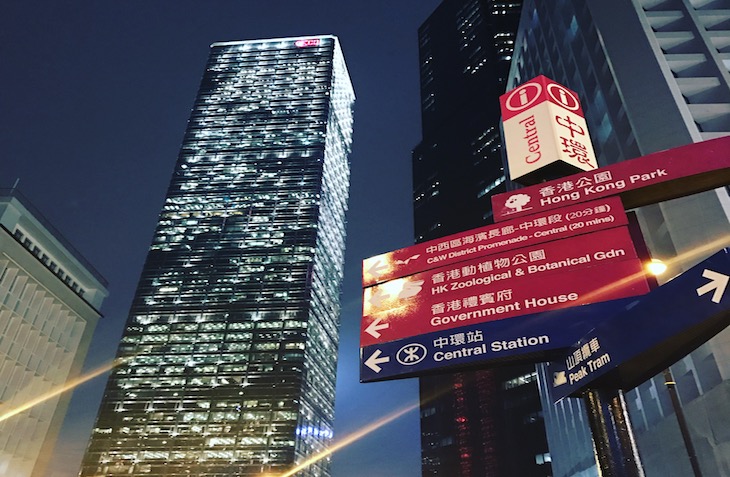 Central
中環
香港公園
Hong Kong Park
中西區海濱長廊-中環段 (20分鐘)
C&W District Promenade - Central (20 mins)
香港動植物公園
HK Zoological & Botanical Gdn
香港禮賓府
Government House
中環站
Central Station
山頂纜車
Peak Tram